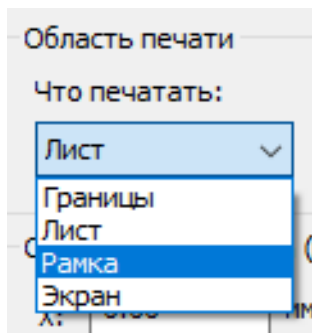 Область печати
Что печатать:
Лист
Границы
Лист
Рамка
Экран